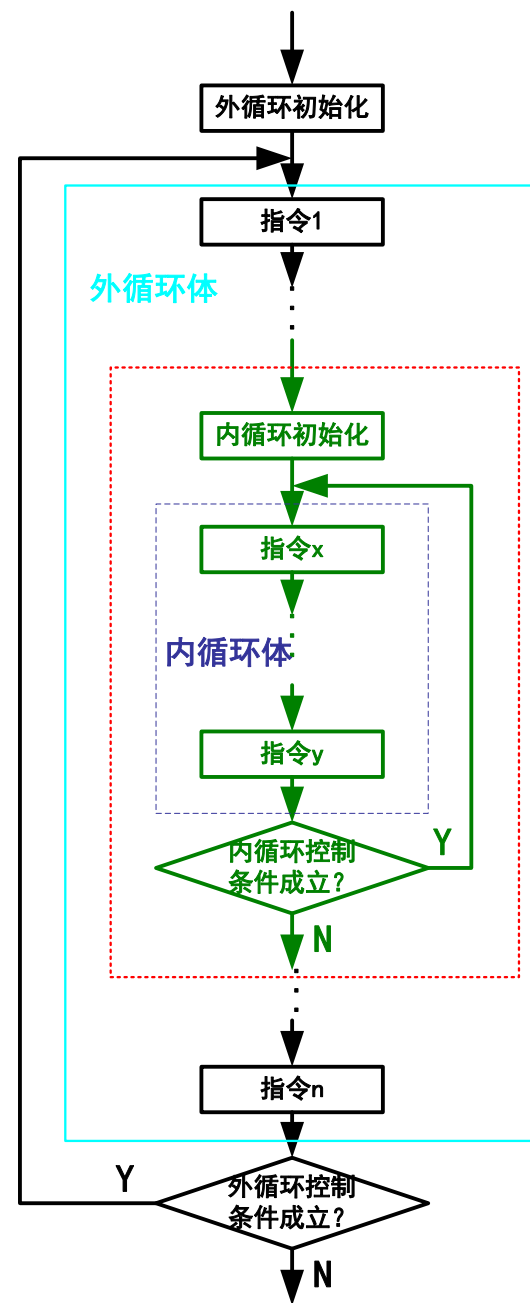 外循环初始化
指令1
外循环体
内循环初始化
指令x
内循环体
指令y
内循环控制
条件成立?
Y
N
指令n
外循环控制
条件成立?
Y
N